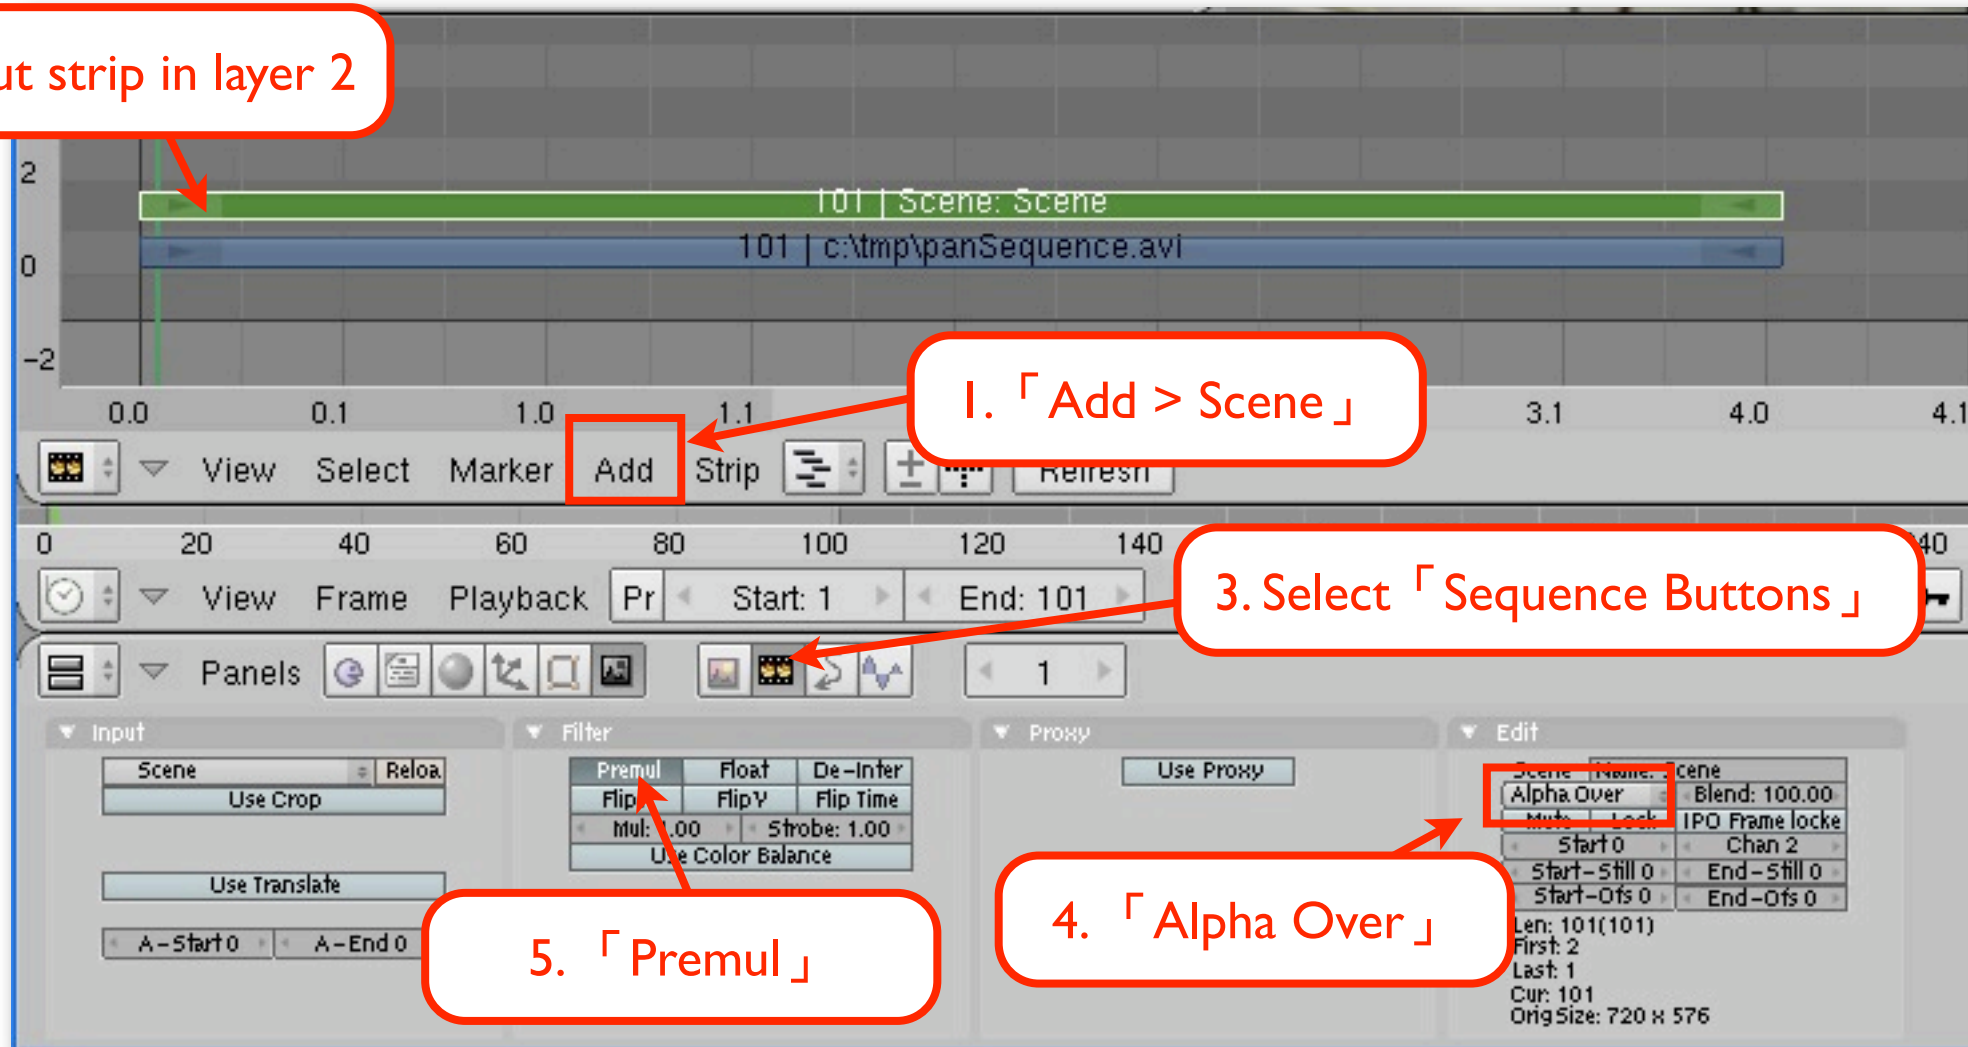 ut strip in layer 2
2
101 | Scene: Scene
101 | c:\tmp\panSequence.avi
0
-2
1.「Add > Scene」
0.0 0.1 1.0 1.1 3.1 4.0 4.1
View Select Marker Add Strip Refresh
0 20 40 60 80 100 120 140 40
3. Select「Sequence Buttons」
View Frame Playback Pr Start: 1 End: 101
Panels 1
Input Filter Proxy Edit
Scene Reloa
Use Crop
Use Translate
A-Start 0 A-End 0
Premul Float De-Inter
Flip FlipY Flip Time
Mul: 1.00 Strobe: 1.00
Use Color Balance
Use Proxy
Scene Name: Scene
Alpha Over Blend: 100.00
Mute Lock IPO Frame locke
Start 0 Chan 2
Start-Still 0 End-Still 0
Start-Ofs 0 End-Ofs 0
Len: 101(101)
First: 2
Last: 1
Cur: 101
OrigSize: 720 x 576
4.「Alpha Over」
5.「Premul」